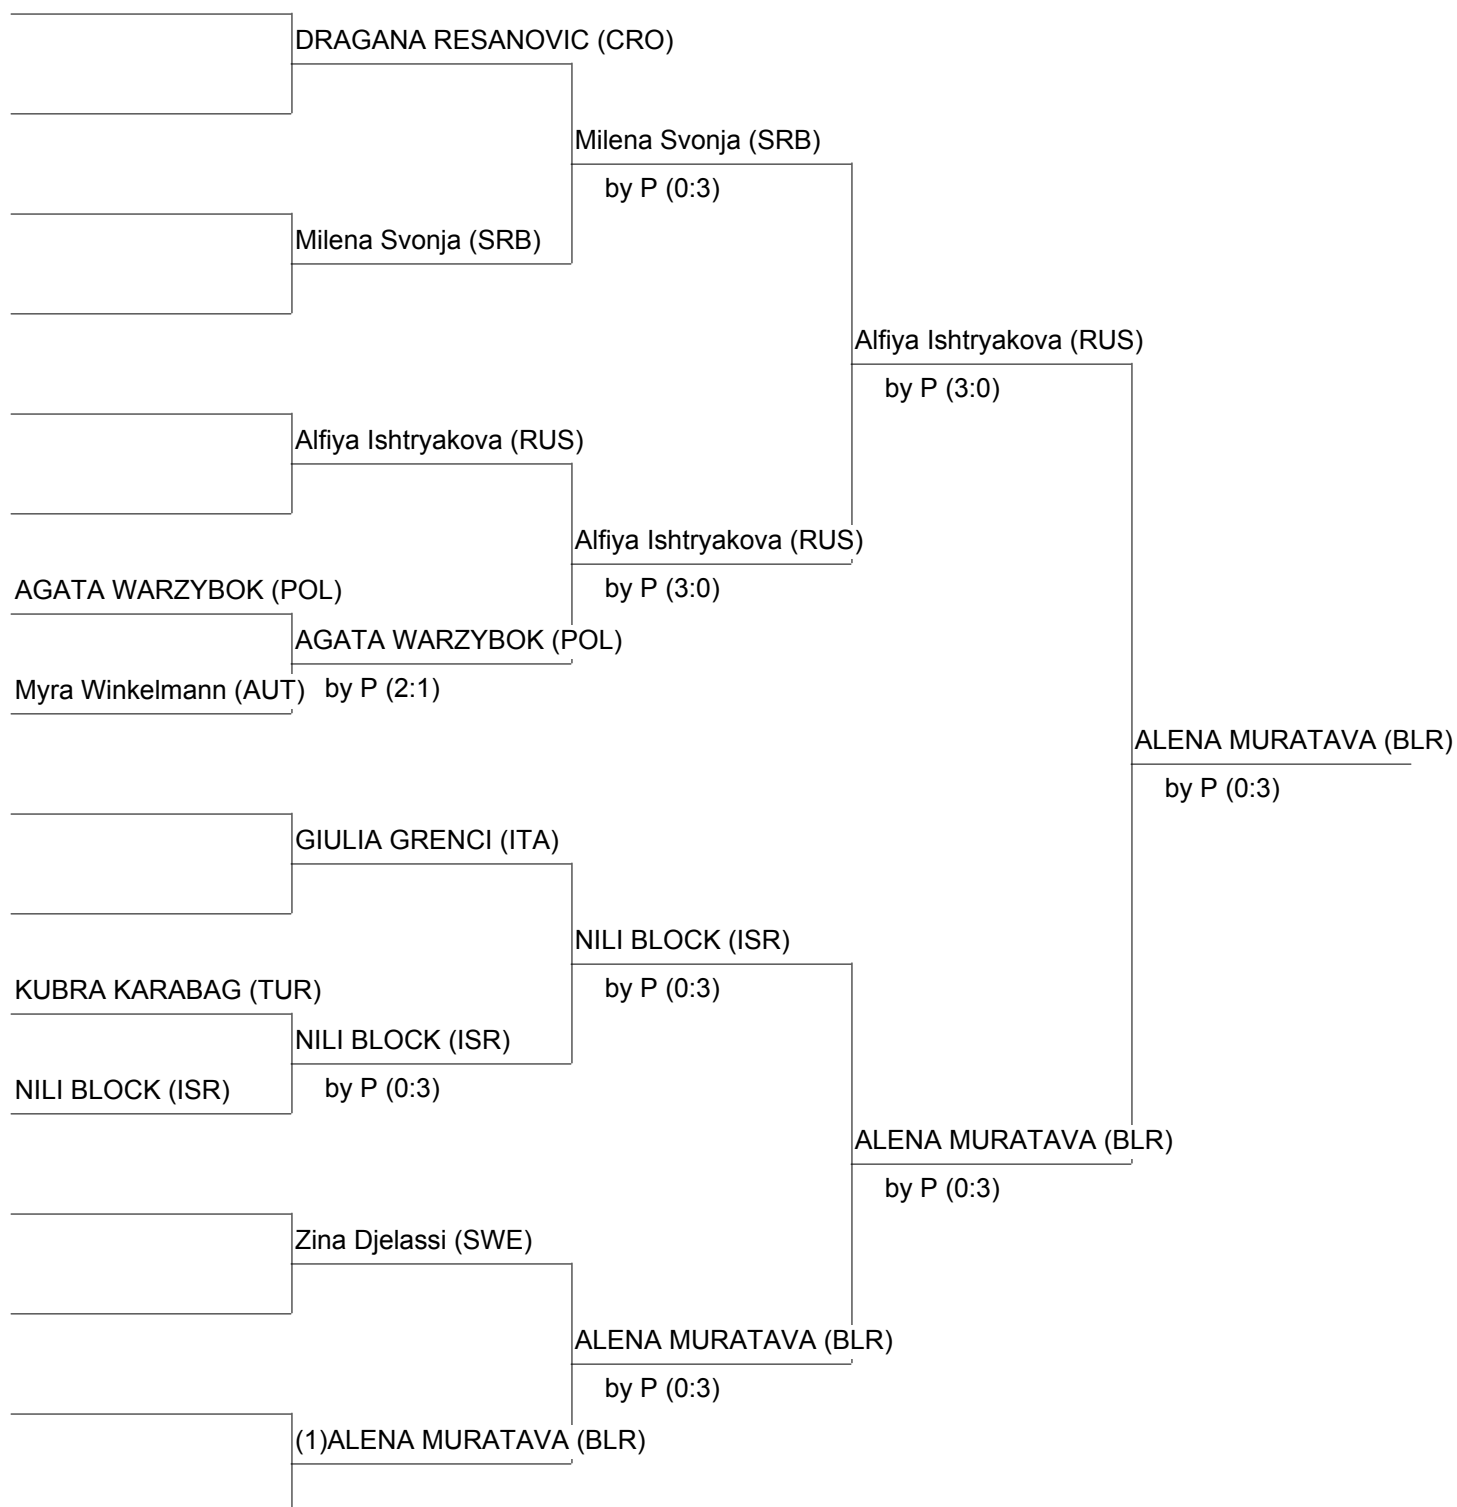 DRAGANA RESANOVIC (CRO)
Milena Svonja (SRB)
by P (0:3)
Milena Svonja (SRB)
Alfiya Ishtryakova (RUS)
by P (3:0)
Alfiya Ishtryakova (RUS)
Alfiya Ishtryakova (RUS)
by P (3:0)
AGATA WARZYBOK (POL)
AGATA WARZYBOK (POL)
by P (2:1)
Myra Winkelmann (AUT)
ALENA MURATAVA (BLR)
by P (0:3)
GIULIA GRENCI (ITA)
NILI BLOCK (ISR)
by P (0:3)
KUBRA KARABAG (TUR)
NILI BLOCK (ISR)
by P (0:3)
NILI BLOCK (ISR)
ALENA MURATAVA (BLR)
by P (0:3)
Zina Djelassi (SWE)
ALENA MURATAVA (BLR)
by P (0:3)
(1)ALENA MURATAVA (BLR)